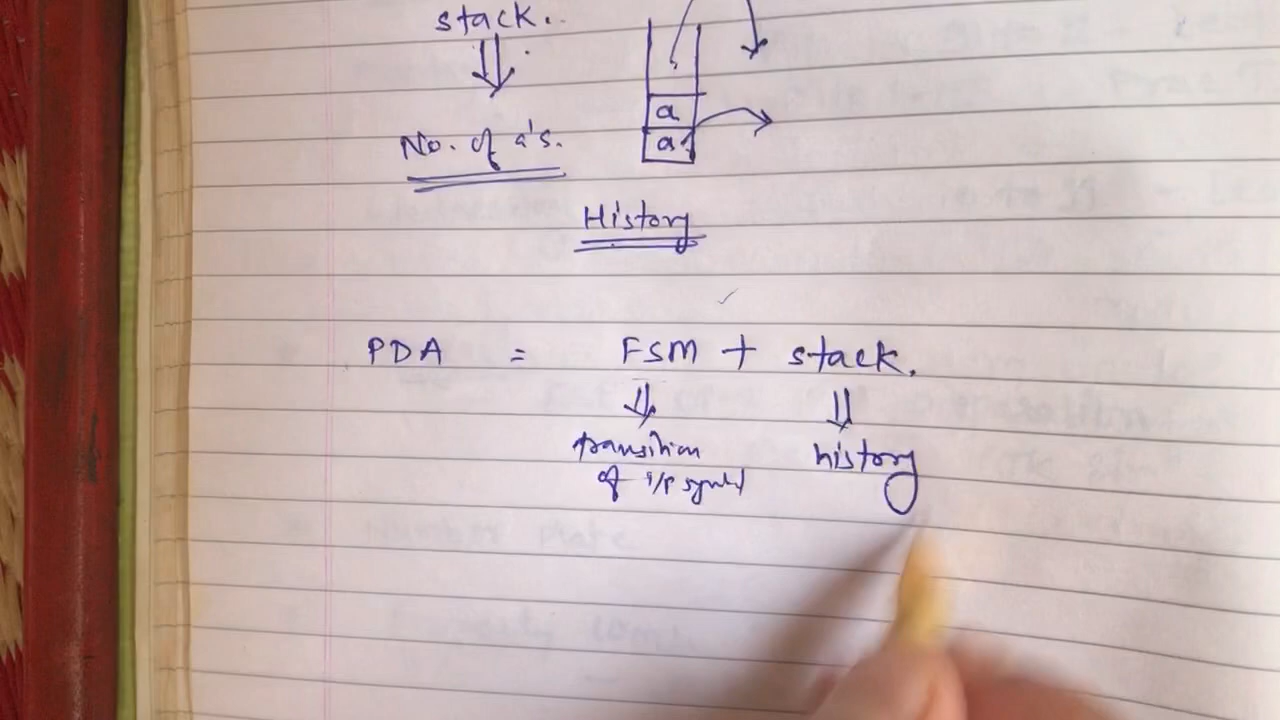 stack.
a
No. of a's.
a
History
PDA = FSM + stack.
transition history
of i/p symbol